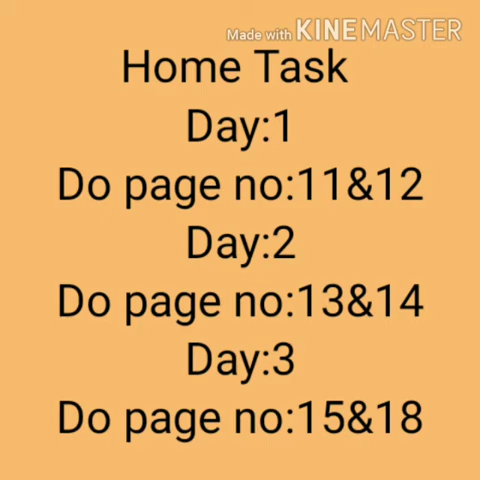 Made with KINEMASTER
Home Task
Day:1
Do page no:11&12
Day:2
Do page no:13&14
Day:3
Do page no:15&18